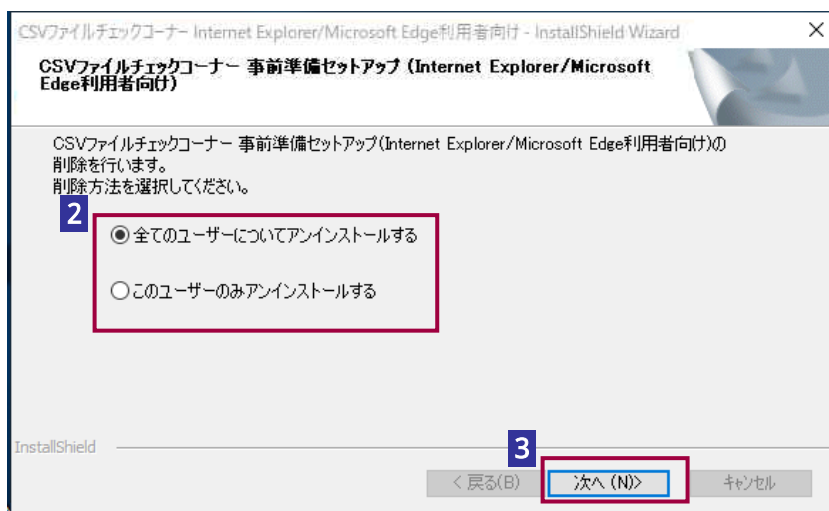 CSVファイルチェックコーナー Internet Explorer/Microsoft Edge利用者向け - InstallShield Wizard
CSVファイルチェックコーナー 事前準備セットアップ (Internet Explorer/Microsoft
Edge利用者向け)
CSVファイルチェックコーナー 事前準備セットアップ(Internet Explorer/Microsoft Edge利用者向け)の
削除を行います。
削除方法を選択してください。
2
全てのユーザーについてアンインストールする
このユーザーのみアンインストールする
InstallShield
3
< 戻る(B)
次へ (N)>
キャンセル